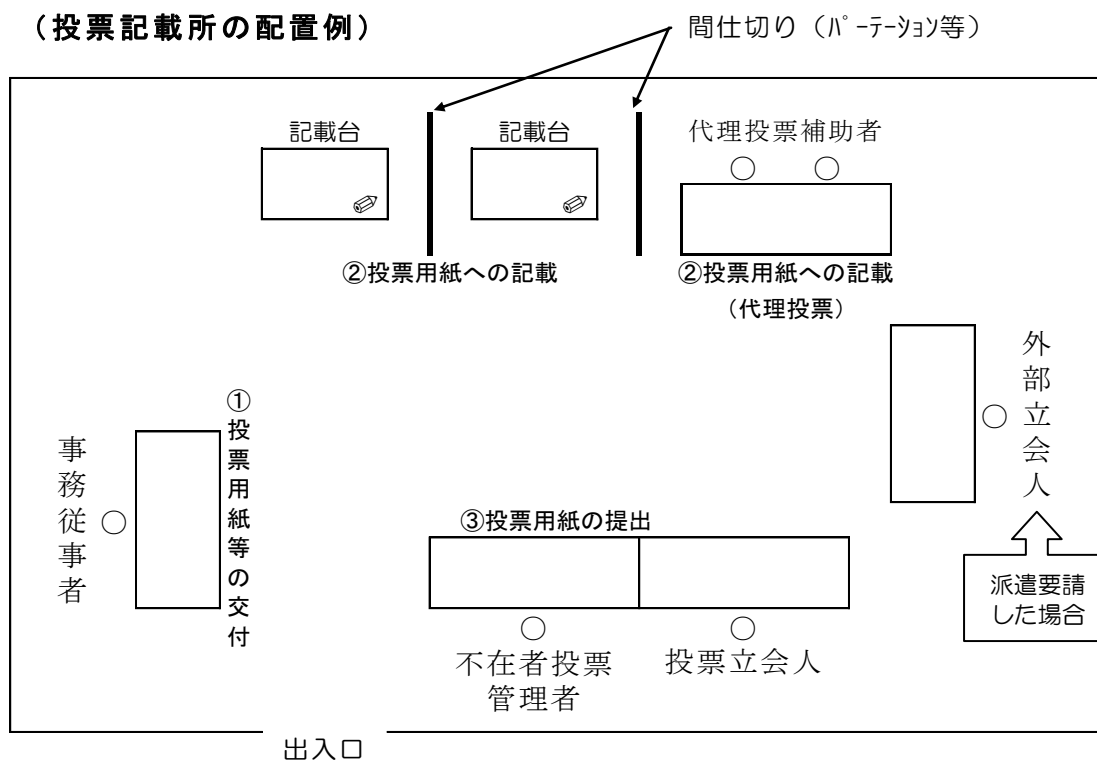 （投票記載所の配置例）
間仕切り（ﾊﾟｰﾃｰｼｮﾝ等）
記載台
記載台
代理投票補助者
○ ○
②投票用紙への記載
②投票用紙への記載
（代理投票）
外部立会人
○
派遣要請
した場合
①投票用紙等の交付
事務従事者
○
③投票用紙の提出
○
不在者投票
管理者
○
投票立会人
出入口